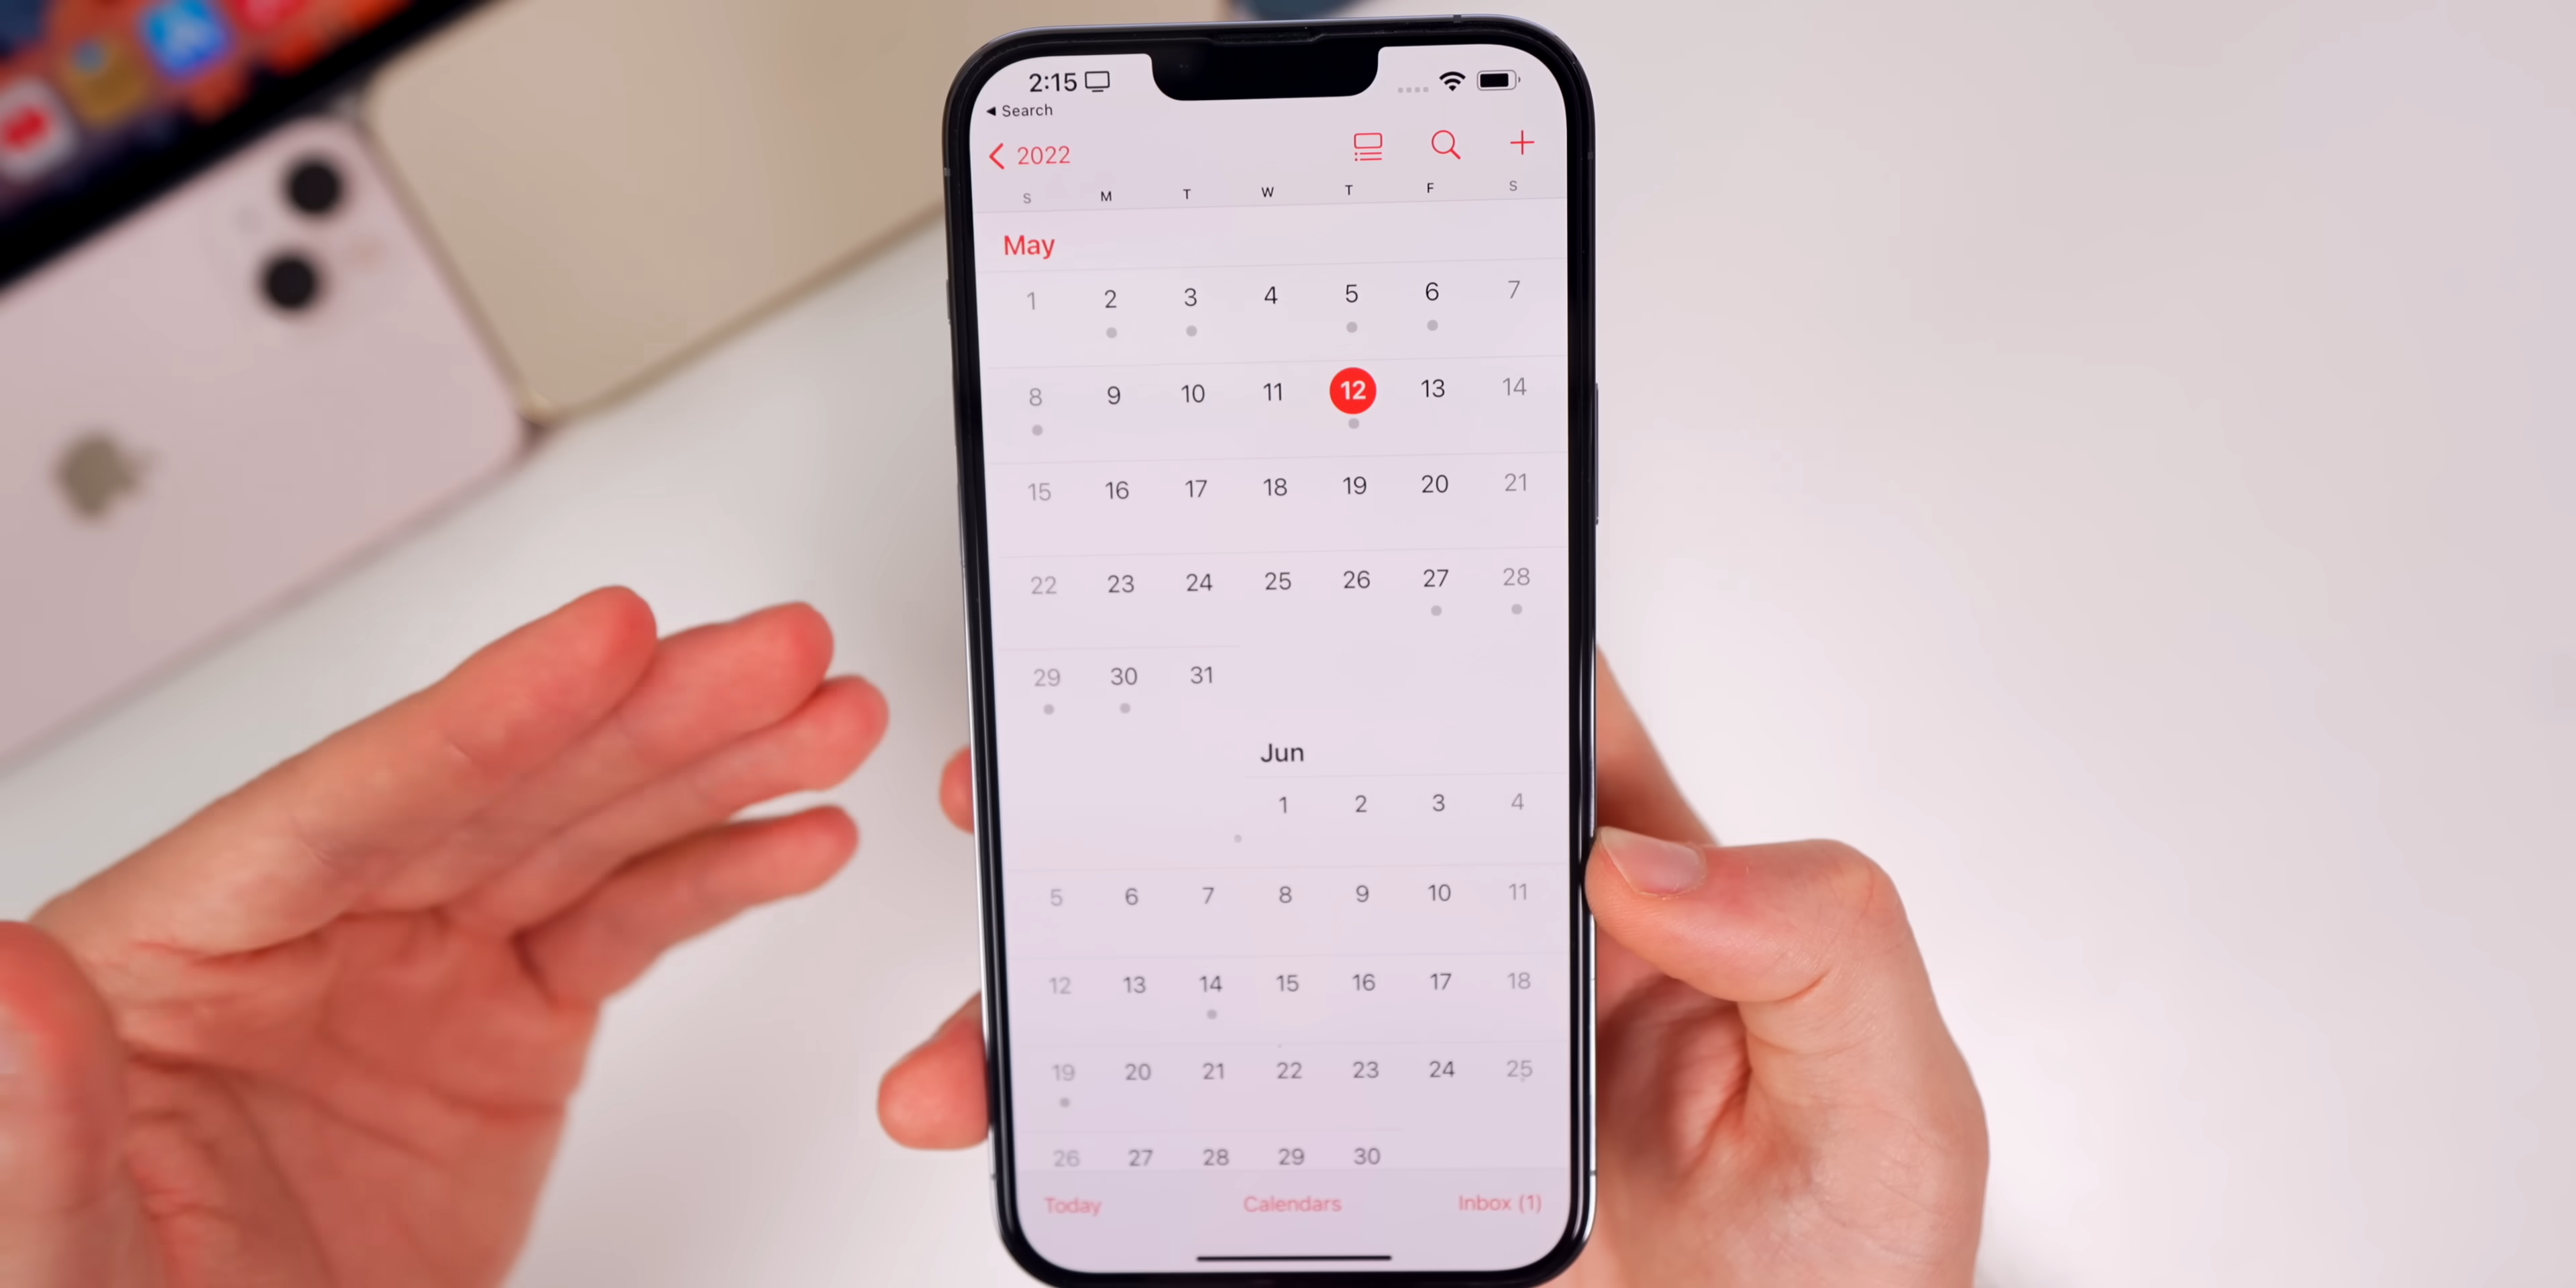 2:15
◂ Search
2022
S M T W T F S
May
1 2 3 4 5 6 7
8 9 10 11 12 13 14
15 16 17 18 19 20 21
22 23 24 25 26 27 28
29 30 31
Jun
1 2 3 4
5 6 7 8 9 10 11
12 13 14 15 16 17 18
19 20 21 22 23 24 25
26 27 28 29 30
Today Calendars Inbox (1)